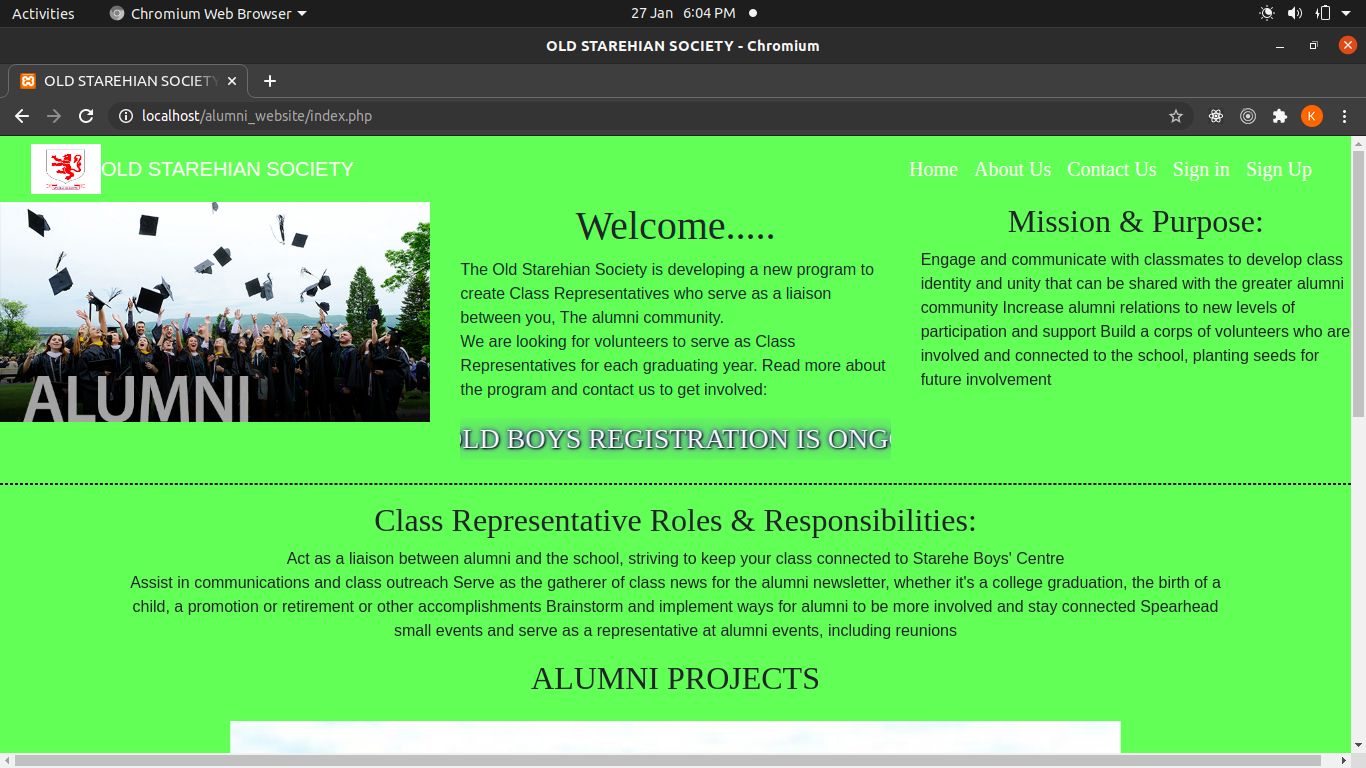 Activities
Chromium Web Browser
27 Jan 6:04 PM
OLD STAREHIAN SOCIETY - Chromium
OLD STAREHIAN SOCIETY
localhost/alumni_website/index.php
K
OLD STAREHIAN SOCIETY
Home About Us Contact Us Sign in Sign Up
ALUMNI
Welcome.....
The Old Starehian Society is developing a new program to
create Class Representatives who serve as a liaison
between you, The alumni community.
We are looking for volunteers to serve as Class
Representatives for each graduating year. Read more about
the program and contact us to get involved:
OLD BOYS REGISTRATION IS ONGO
Mission & Purpose:
Engage and communicate with classmates to develop class
identity and unity that can be shared with the greater alumni
community Increase alumni relations to new levels of
participation and support Build a corps of volunteers who are
involved and connected to the school, planting seeds for
future involvement
Class Representative Roles & Responsibilities:
Act as a liaison between alumni and the school, striving to keep your class connected to Starehe Boys' Centre
Assist in communications and class outreach Serve as the gatherer of class news for the alumni newsletter, whether it's a college graduation, the birth of a
child, a promotion or retirement or other accomplishments Brainstorm and implement ways for alumni to be more involved and stay connected Spearhead
small events and serve as a representative at alumni events, including reunions
ALUMNI PROJECTS